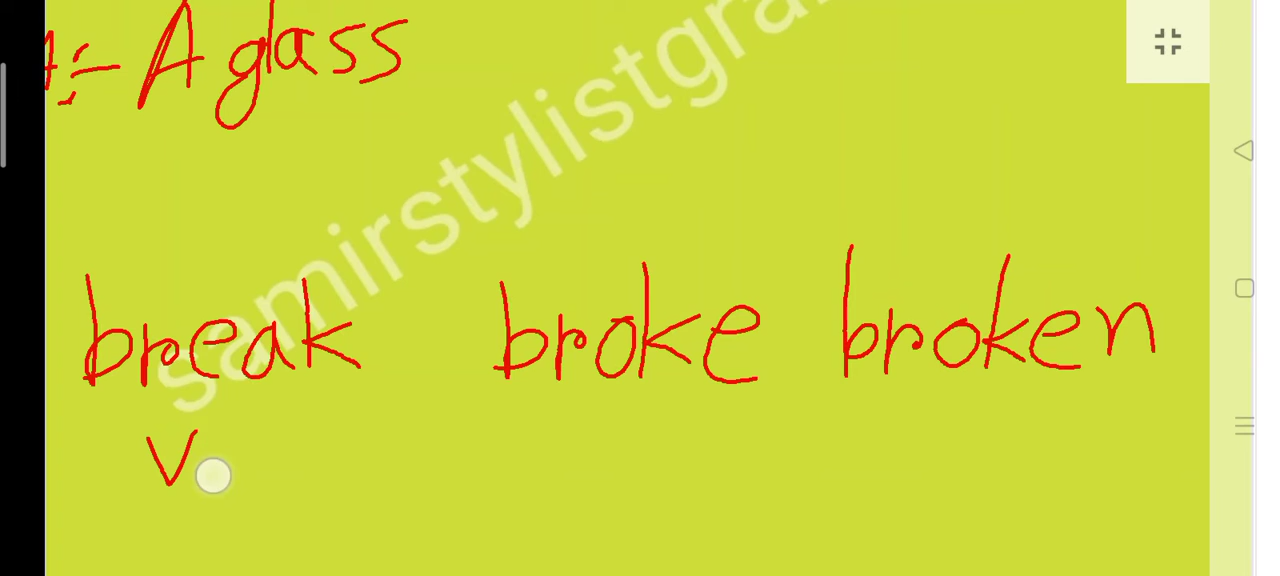 :- A glass
samirstylistgra
break broke broken
V